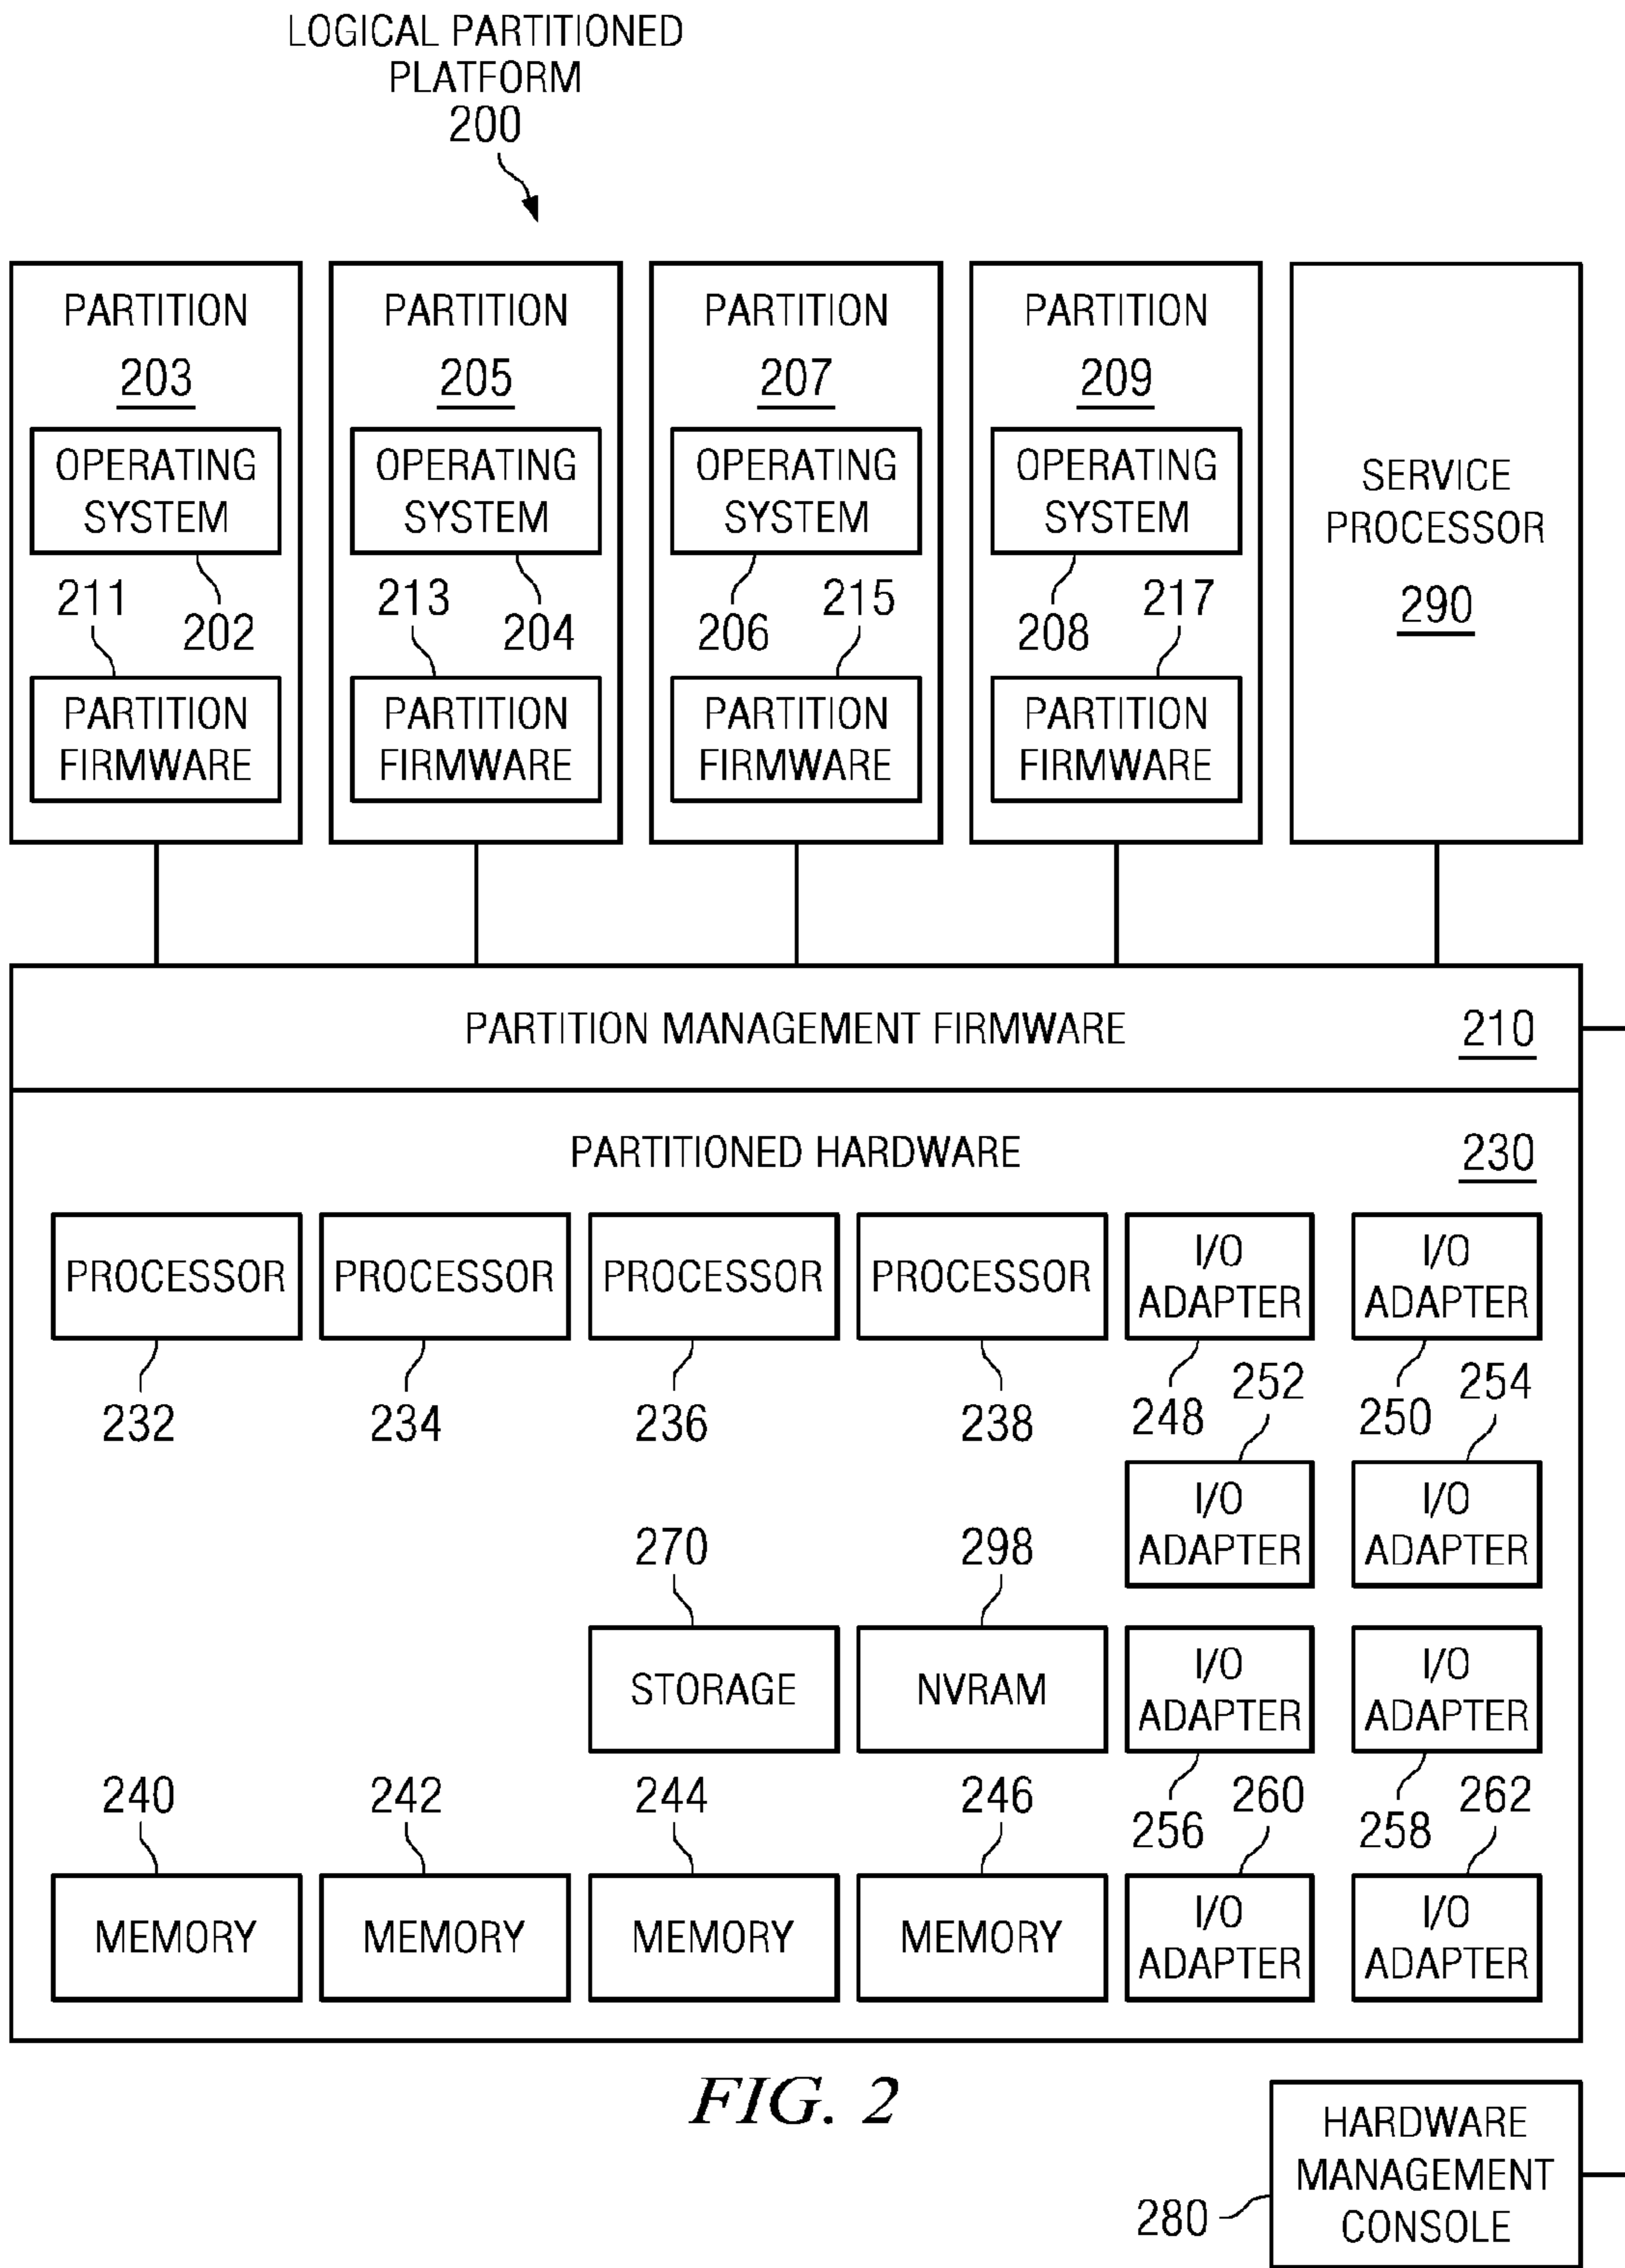 LOGICAL PARTITIONED
PLATFORM
200
PARTITION
203
OPERATING
SYSTEM
211
202
PARTITION
FIRMWARE
PARTITION
205
OPERATING
SYSTEM
213
204
PARTITION
FIRMWARE
PARTITION
207
OPERATING
SYSTEM
206
215
PARTITION
FIRMWARE
PARTITION
209
OPERATING
SYSTEM
208
217
PARTITION
FIRMWARE
SERVICE
PROCESSOR
290
PARTITION MANAGEMENT FIRMWARE
210
PARTITIONED HARDWARE
230
PROCESSOR
232
PROCESSOR
234
PROCESSOR
236
PROCESSOR
238
I/O
ADAPTER
248
I/O
ADAPTER
250
252
I/O
ADAPTER
254
I/O
ADAPTER
270
STORAGE
298
NVRAM
I/O
ADAPTER
256
I/O
ADAPTER
258
240
MEMORY
242
MEMORY
244
MEMORY
246
MEMORY
260
I/O
ADAPTER
262
I/O
ADAPTER
FIG. 2
HARDWARE
MANAGEMENT
CONSOLE
280